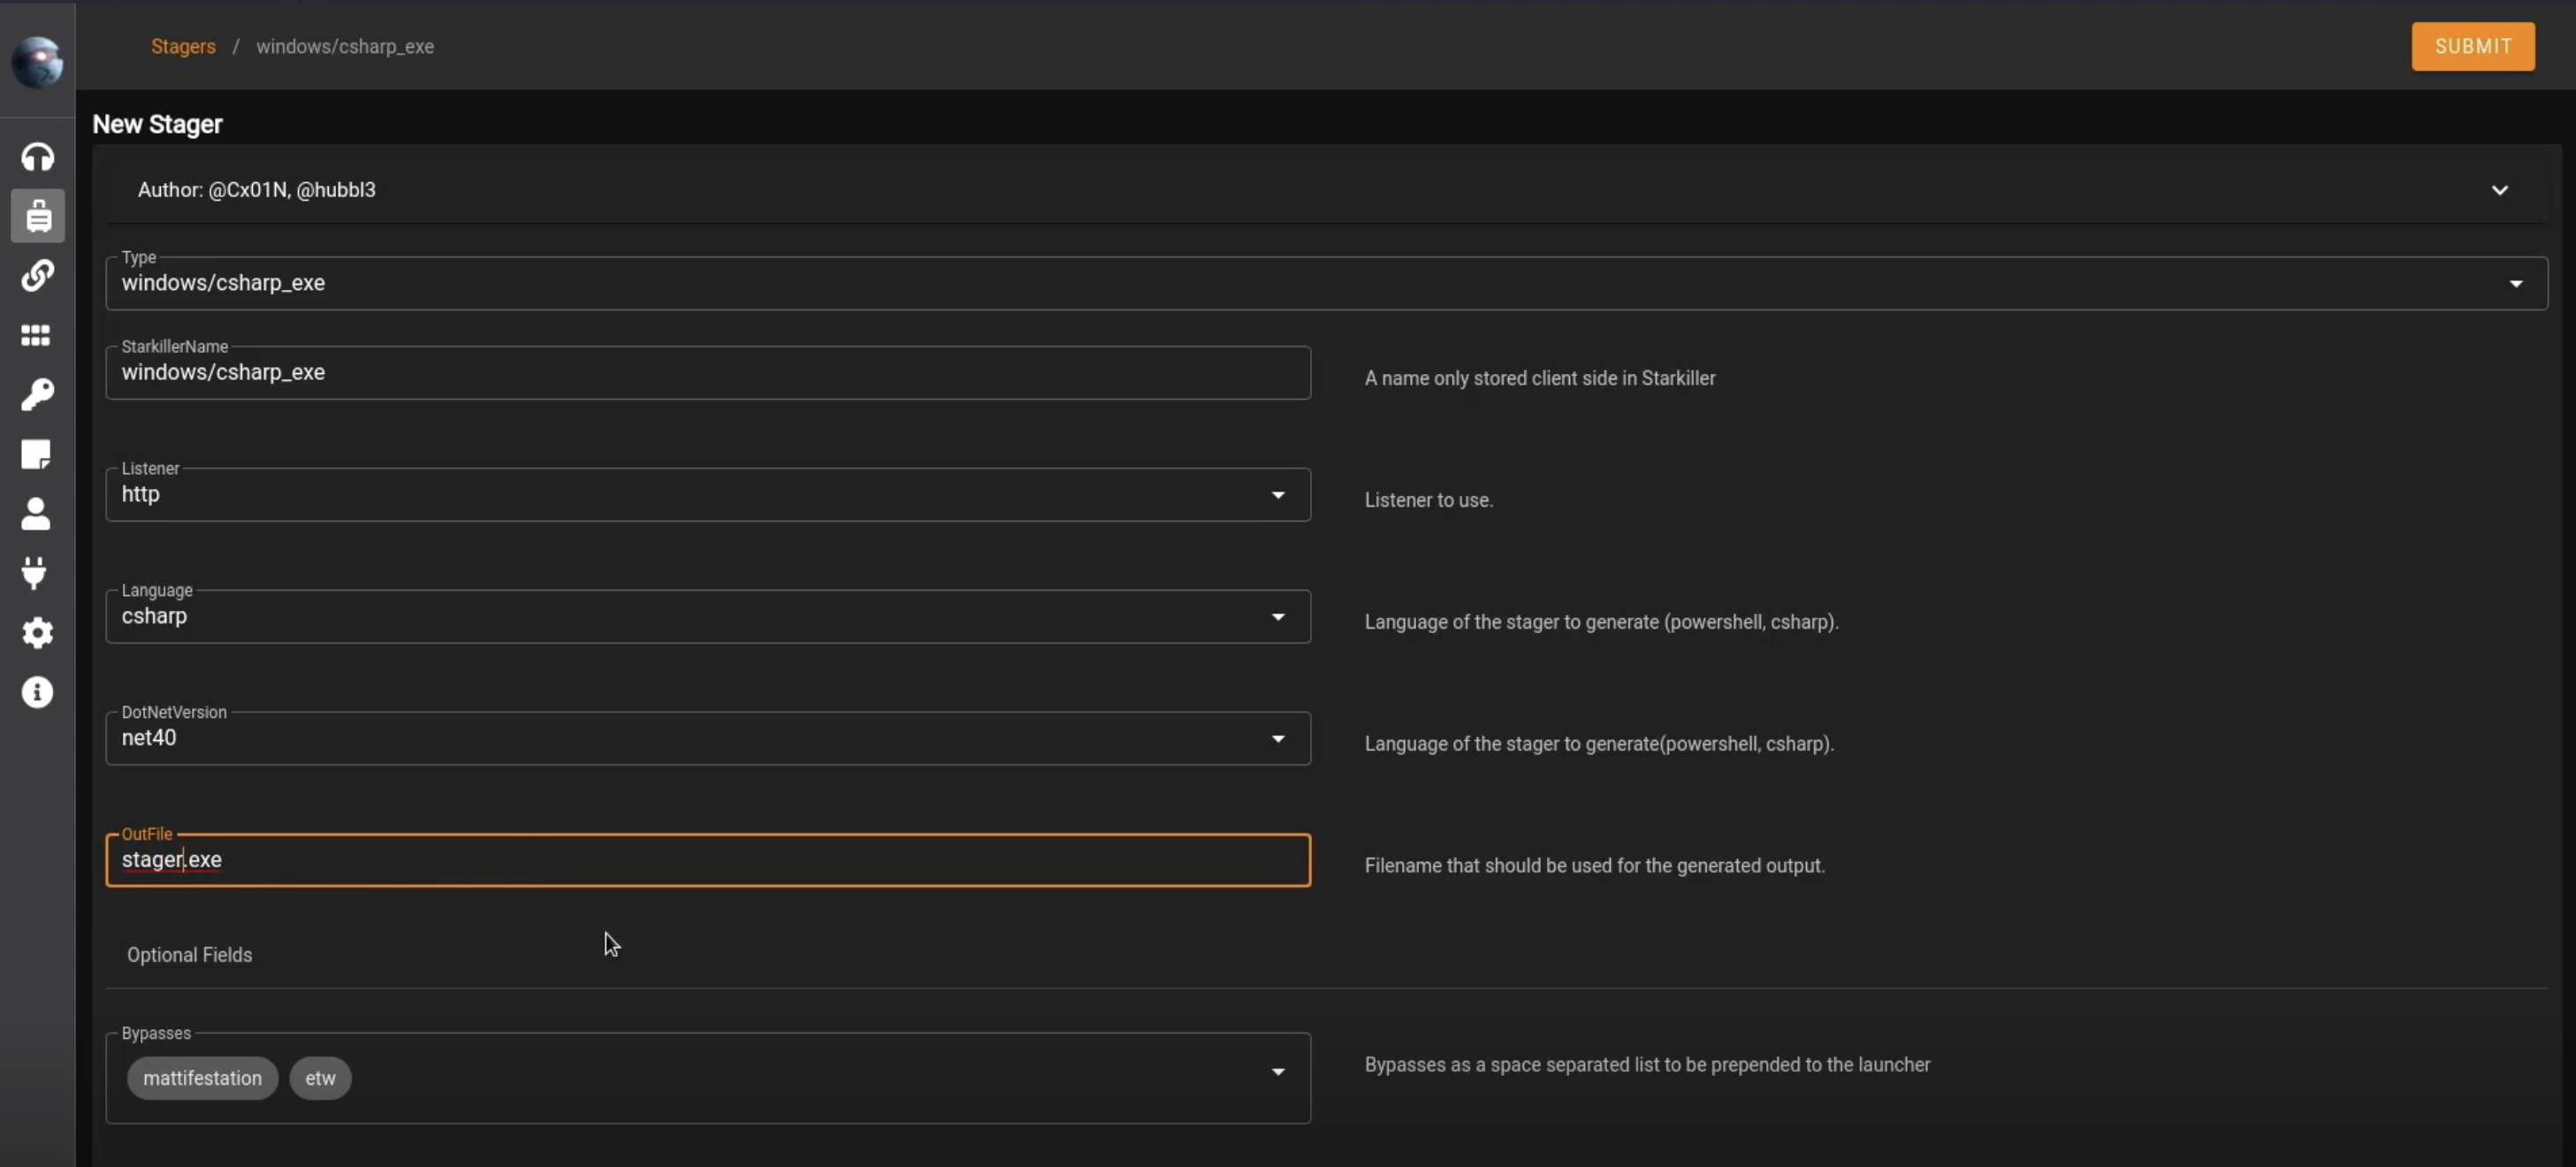 Stagers / windows/csharp_exe
SUBMIT
New Stager
Author: @Cx01N, @hubbl3
Type
windows/csharp_exe
StarkillerName
windows/csharp_exe
A name only stored client side in Starkiller
Listener
http
Listener to use.
Language
csharp
Language of the stager to generate (powershell, csharp).
DotNetVersion
net40
Language of the stager to generate(powershell, csharp).
OutFile
stager.exe
Filename that should be used for the generated output.
Optional Fields
Bypasses
mattifestation etw
Bypasses as a space separated list to be prepended to the launcher